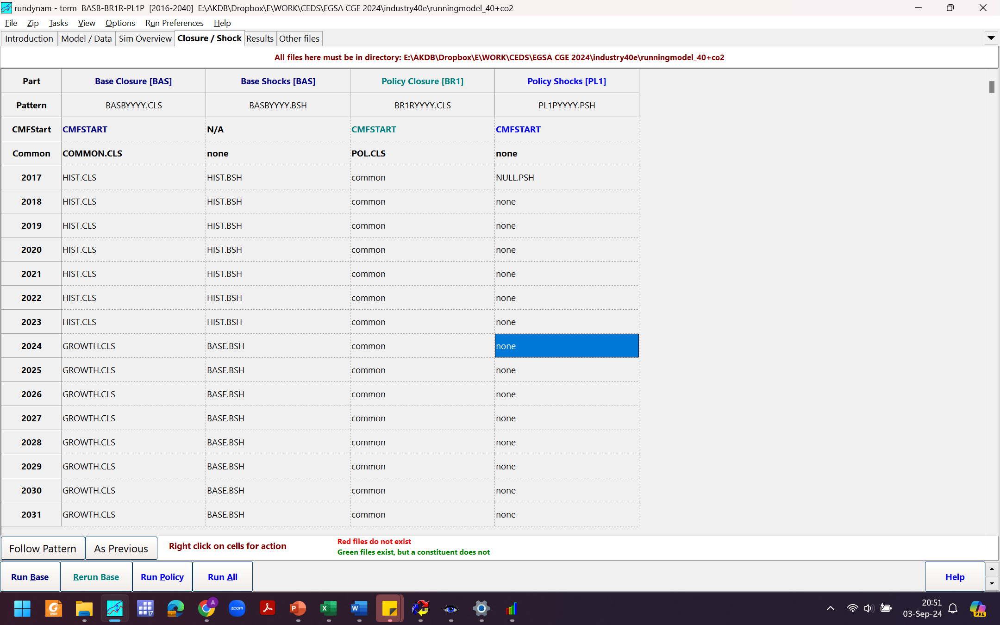 rundynam - term BASB-BR1R-PL1P [2016-2040] E:\AKDB\Dropbox\E\WORK\CEDS\EGSA CGE 2024\industry40e\runningmodel_40+co2
File Zip Tasks View Options Run Preferences Help
Introduction Model / Data Sim Overview Closure / Shock Results Other files
All files here must be in directory: E:\AKDB\Dropbox\E\WORK\CEDS\EGSA CGE 2024\industry40e\runningmodel_40+co2
Part Base Closure [BAS] Base Shocks [BAS] Policy Closure [BR1] Policy Shocks [PL1]
Pattern BASBYYYY.CLS BASBYYYY.BSH BR1RYYYY.CLS PL1PYYYY.PSH
CMFStart CMFSTART N/A CMFSTART CMFSTART
Common COMMON.CLS none POL.CLS none
2017 HIST.CLS HIST.BSH common NULL.PSH
2018 HIST.CLS HIST.BSH common none
2019 HIST.CLS HIST.BSH common none
2020 HIST.CLS HIST.BSH common none
2021 HIST.CLS HIST.BSH common none
2022 HIST.CLS HIST.BSH common none
2023 HIST.CLS HIST.BSH common none
2024 GROWTH.CLS BASE.BSH common none
2025 GROWTH.CLS BASE.BSH common none
2026 GROWTH.CLS BASE.BSH common none
2027 GROWTH.CLS BASE.BSH common none
2028 GROWTH.CLS BASE.BSH common none
2029 GROWTH.CLS BASE.BSH common none
2030 GROWTH.CLS BASE.BSH common none
2031 GROWTH.CLS BASE.BSH common none
Follow Pattern As Previous Right click on cells for action Red files do not exist
Green files exist, but a constituent does not
Run Base Rerun Base Run Policy Run All Help
PDF 17 A zoom P X W 20:51
03-Sep-24 PRE